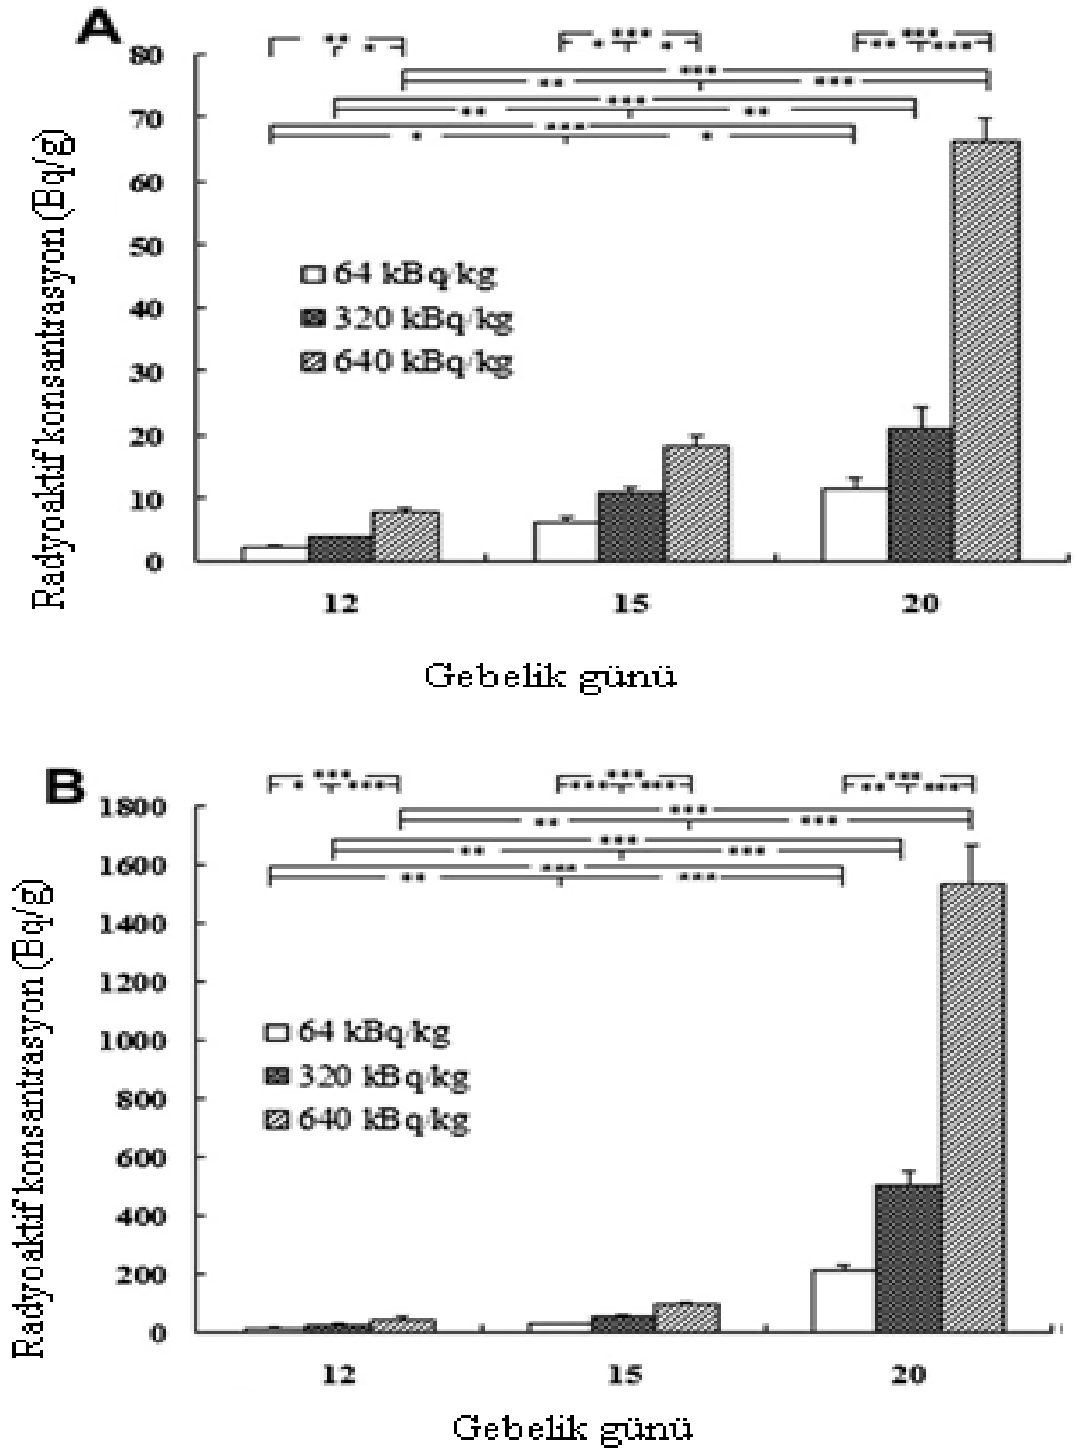 A
80
70
60
50
40
30
20
10
0
Radyoaktif konsantrasyon (Bq/g)
64 kBq/kg
320 kBq/kg
640 kBq/kg
12 15 20
Gebelik günü
B
1800
1600
1400
1200
1000
800
600
400
200
0
Radyoaktif konsantrasyon (Bq/g)
64 kBq/kg
320 kBq/kg
640 kBq/kg
12 15 20
Gebelik günü